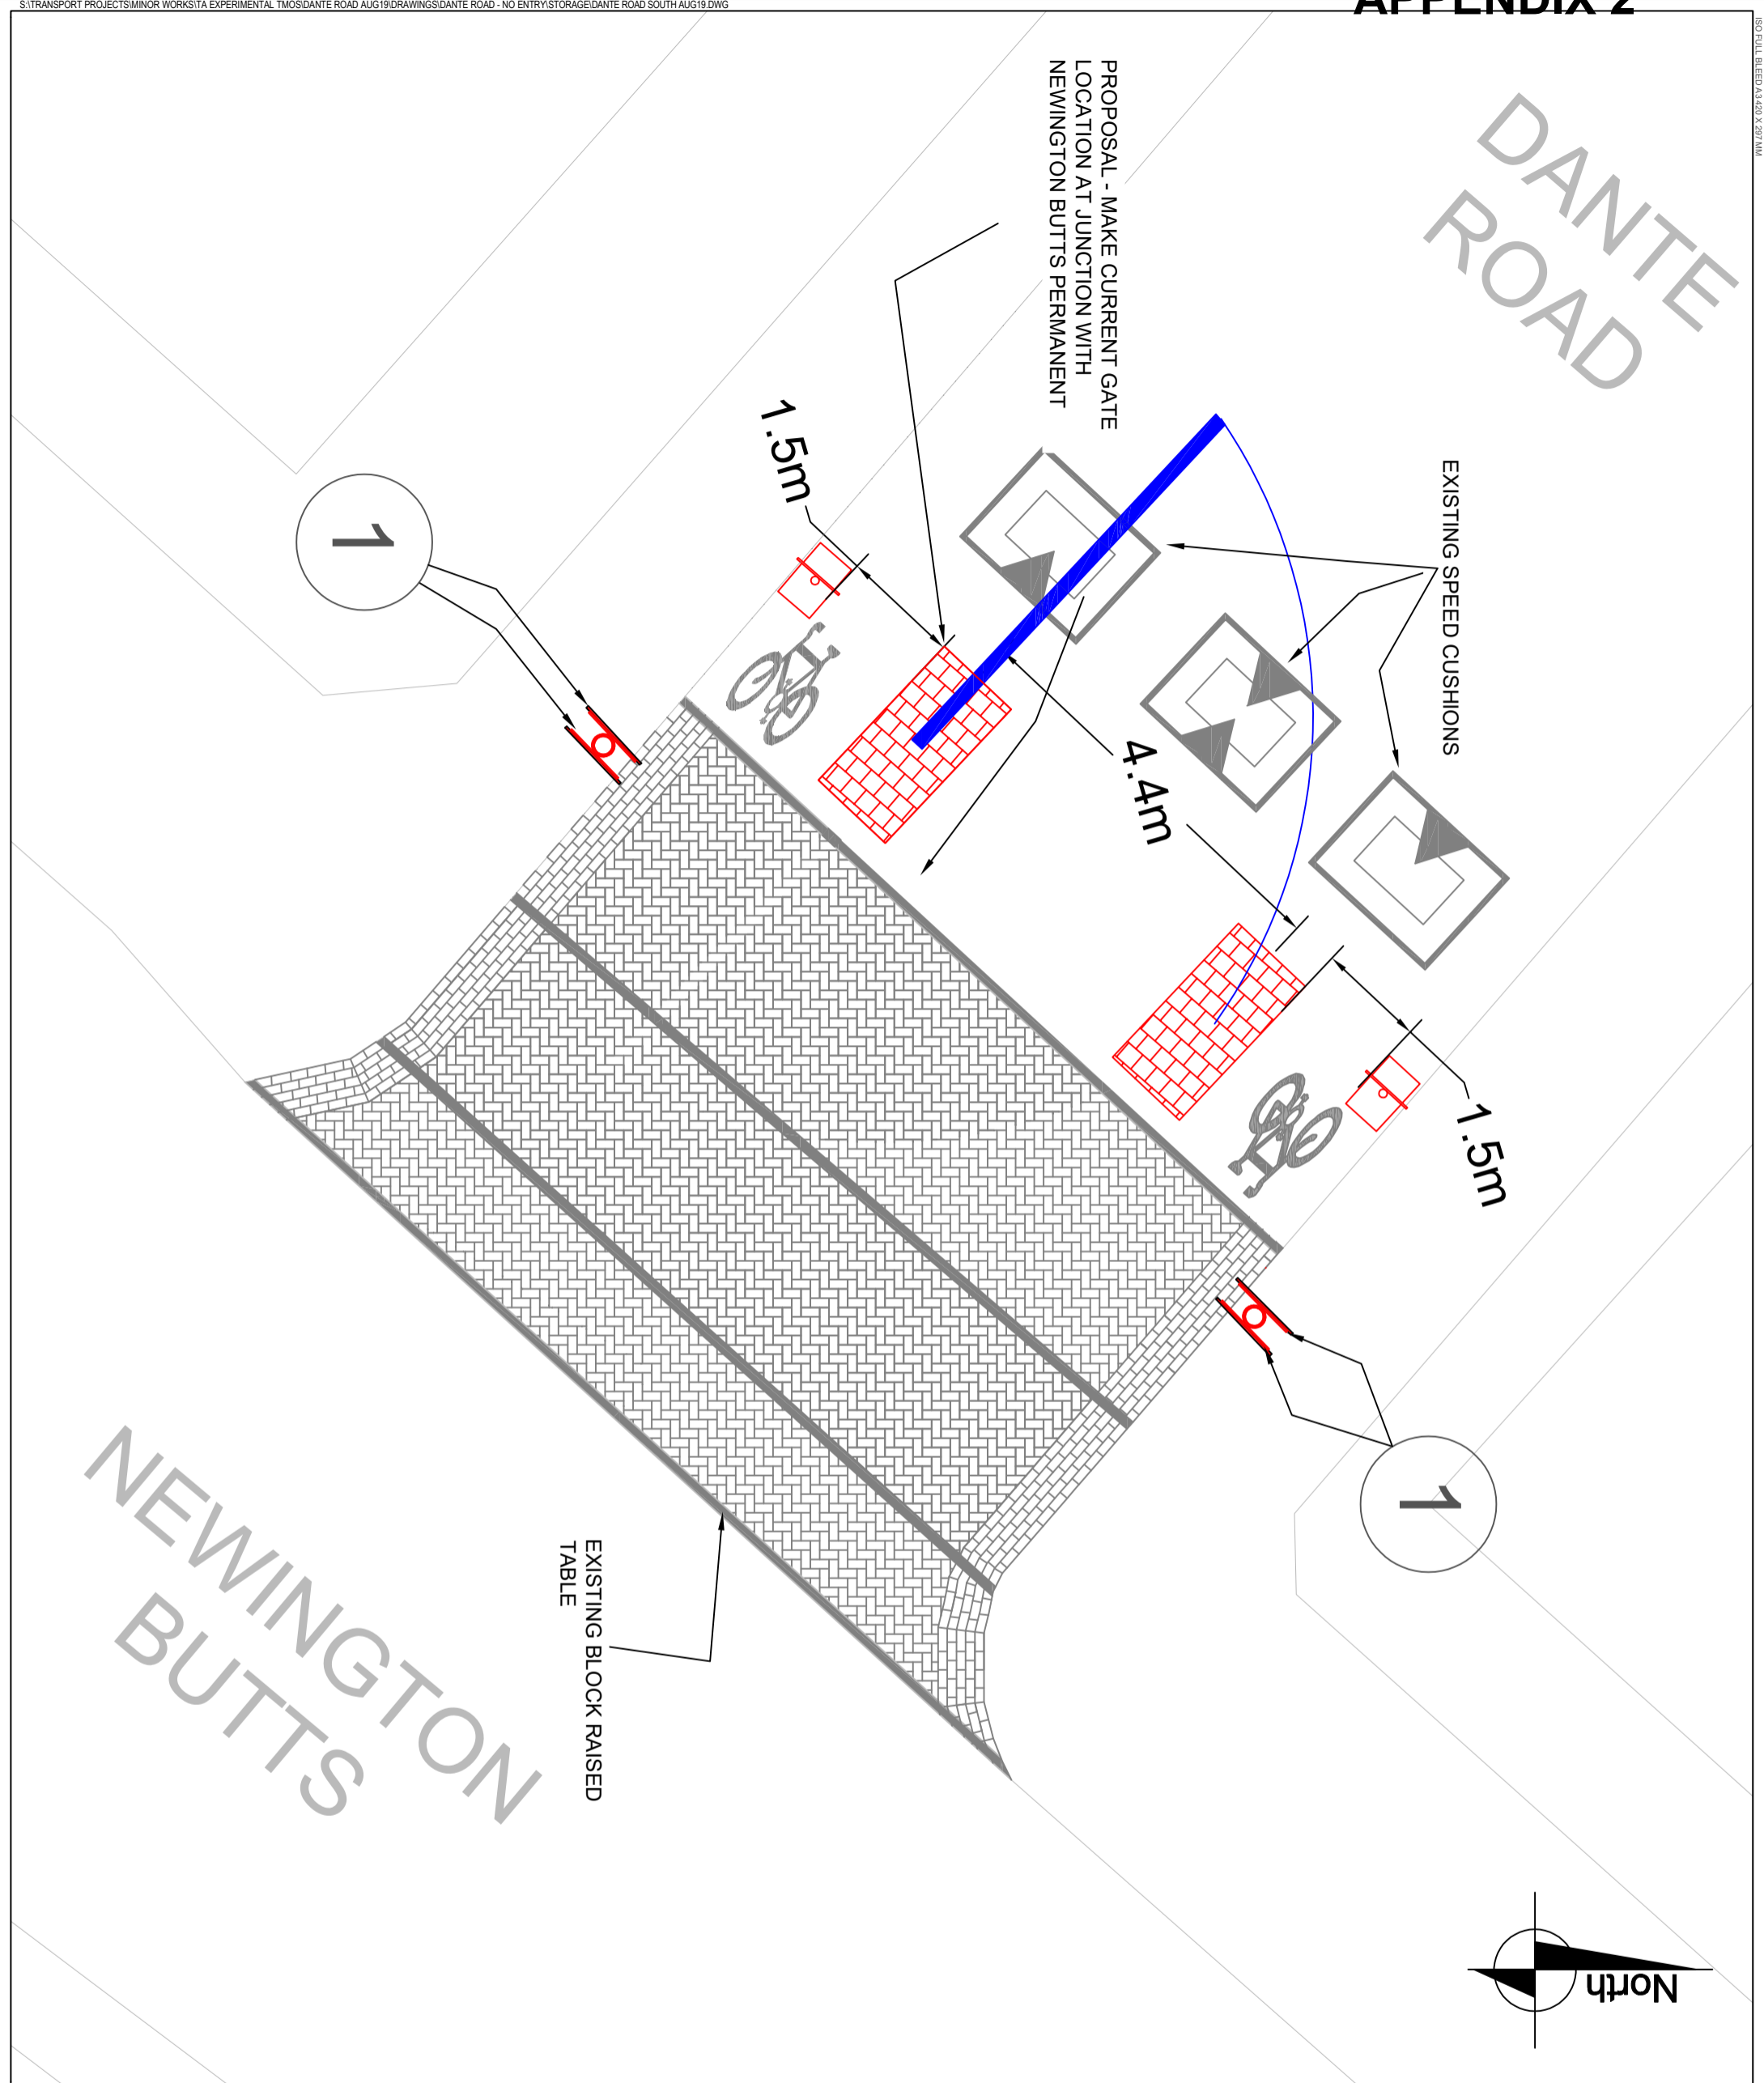 S:\TRANSPORT PROJECTS\MINOR WORKS\TA EXPERIMENTAL TMOS\DANTE ROAD AUG19\DRAWINGS\DANTE ROAD - NO ENTRY\STORAGE\DANTE ROAD SOUTH AUG19.DWG
APPENDIX 2
ISO FULL BLEED A3 420 X 297 MM
DANTE
ROAD
PROPOSAL - MAKE CURRENT GATE
LOCATION AT JUNCTION WITH
NEWINGTON BUTTS PERMANENT
EXISTING SPEED CUSHIONS
1.5m
4.4m
1.5m
1
1
EXISTING BLOCK RAISED
TABLE
NEWINGTON
BUTTS
North